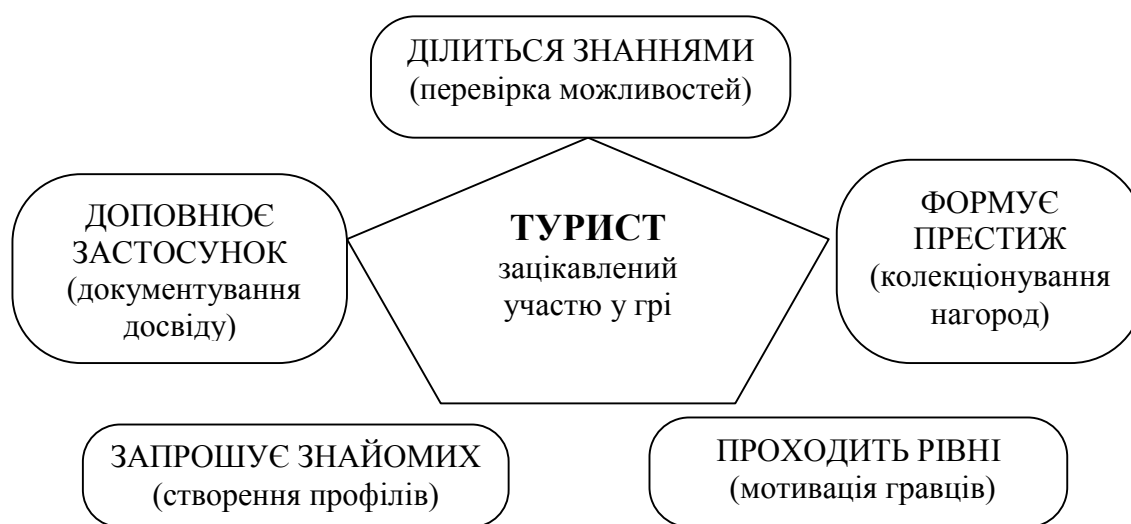 ДІЛИТЬСЯ ЗНАННЯМИ
(перевірка можливостей)
ДОПОВНЮЄ
ЗАСТОСУНОК
(документування
досвіду)
ТУРИСТ
зацікавлений
участю у грі
ФОРМУЄ
ПРЕСТИЖ
(колекціонування
нагород)
ЗАПРОШУЄ ЗНАЙОМИХ
(створення профілів)
ПРОХОДИТЬ РІВНІ
(мотивація гравців)